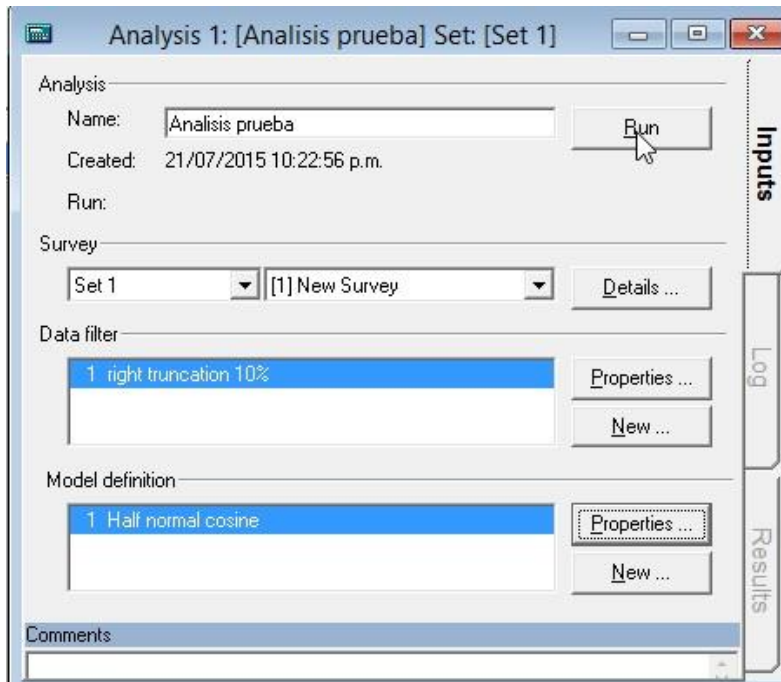 Analysis 1: [Analisis prueba] Set: [Set 1]
Analysis
Name: Analisis prueba Run
Created: 21/07/2015 10:22:56 p.m.
Run:
Survey
Set 1 [1] New Survey Details ...
Data filter
1 right truncation 10% Properties ...
New ...
Model definition
1 Half normal cosine Properties ...
New ...
Comments
Inputs
Log
Results